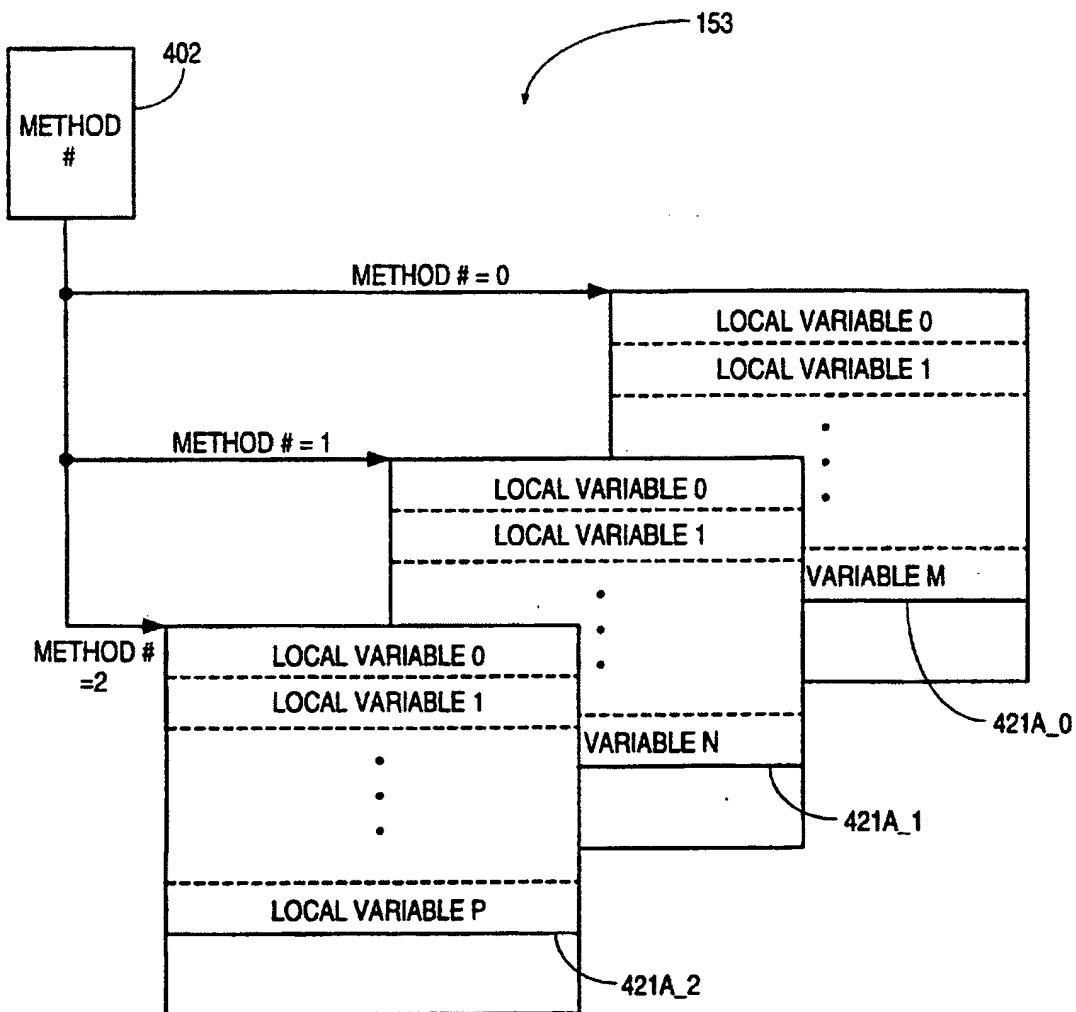 153
402
METHOD
#
METHOD # = 0
LOCAL VARIABLE 0
LOCAL VARIABLE 1
VARIABLE M
421A_0
METHOD # = 1
LOCAL VARIABLE 0
LOCAL VARIABLE 1
VARIABLE N
421A_1
METHOD #
=2
LOCAL VARIABLE 0
LOCAL VARIABLE 1
LOCAL VARIABLE P
421A_2